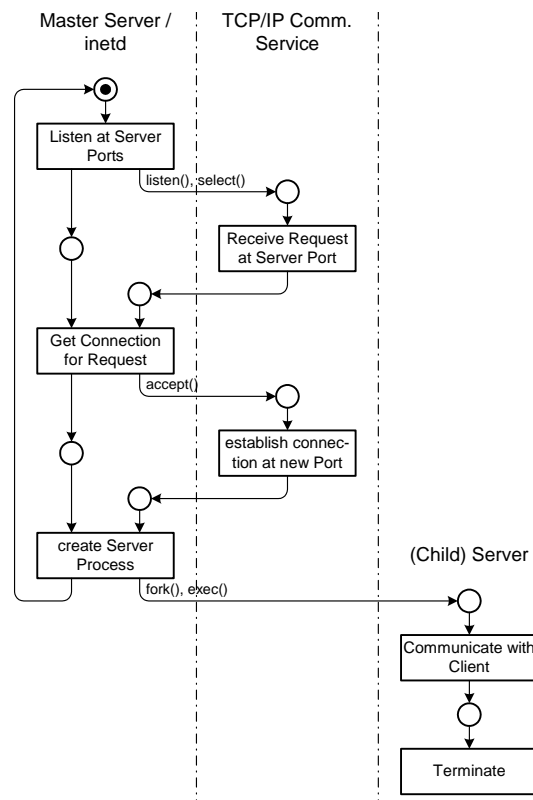 Master Server /
inetd
TCP/IP Comm.
Service
Listen at Server
Ports
listen(), select()
Receive Request
at Server Port
Get Connection
for Request
accept()
establish connec-
tion at new Port
create Server
Process
(Child) Server
fork(), exec()
Communicate with
Client
Terminate